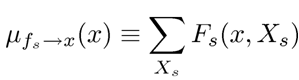 μ_{f_s→x}(x) ≡ ∑_{X_s} F_s(x, X_s)